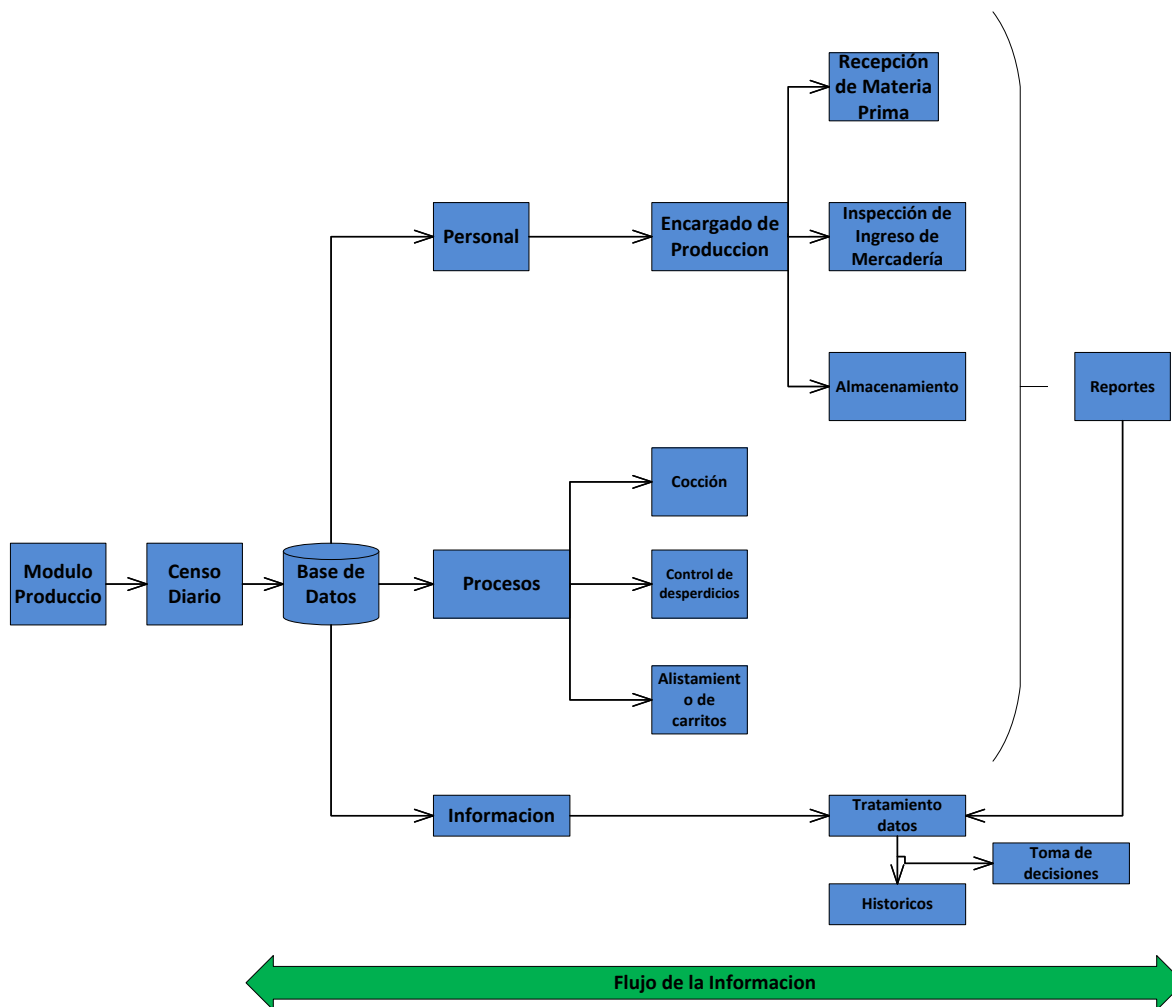 Recepción
de Materia
Prima
Personal
Encargado de
Produccion
Inspección de
Ingreso de
Mercadería
Almacenamiento
Reportes
Cocción
Modulo
Produccio
Censo
Diario
Base de
Datos
Procesos
Control de
desperdicios
Alistamient
o de
carritos
Informacion
Tratamiento
datos
Toma de
decisiones
Historicos
Flujo de la Informacion